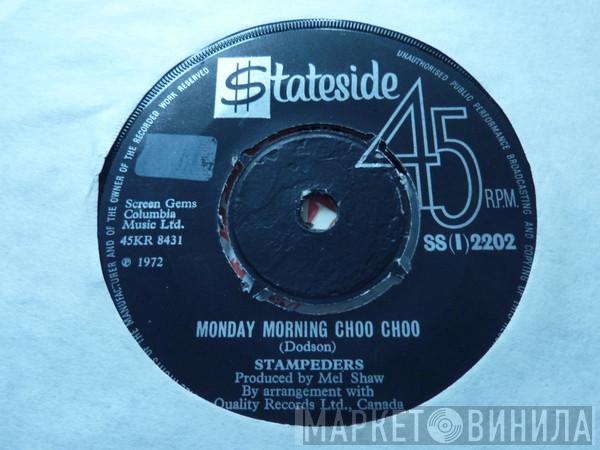 $tateside
45
R.P.M.
SS(I)2202
Screen Gems
Columbia
Music Ltd.
45KR 8431
℗ 1972
MONDAY MORNING CHOO CHOO
(Dodson)
STAMPEDERS
Produced by Mel Shaw
By arrangement with
Quality Records Ltd., Canada
OF THE MANUFACTURER AND OF THE OWNER OF THE RECORDED WORK RESERVED
UNAUTHORISED PUBLIC PERFORMANCE BROADCASTING AND COPYING OF THIS
МАРКЕТ ВИНИЛА